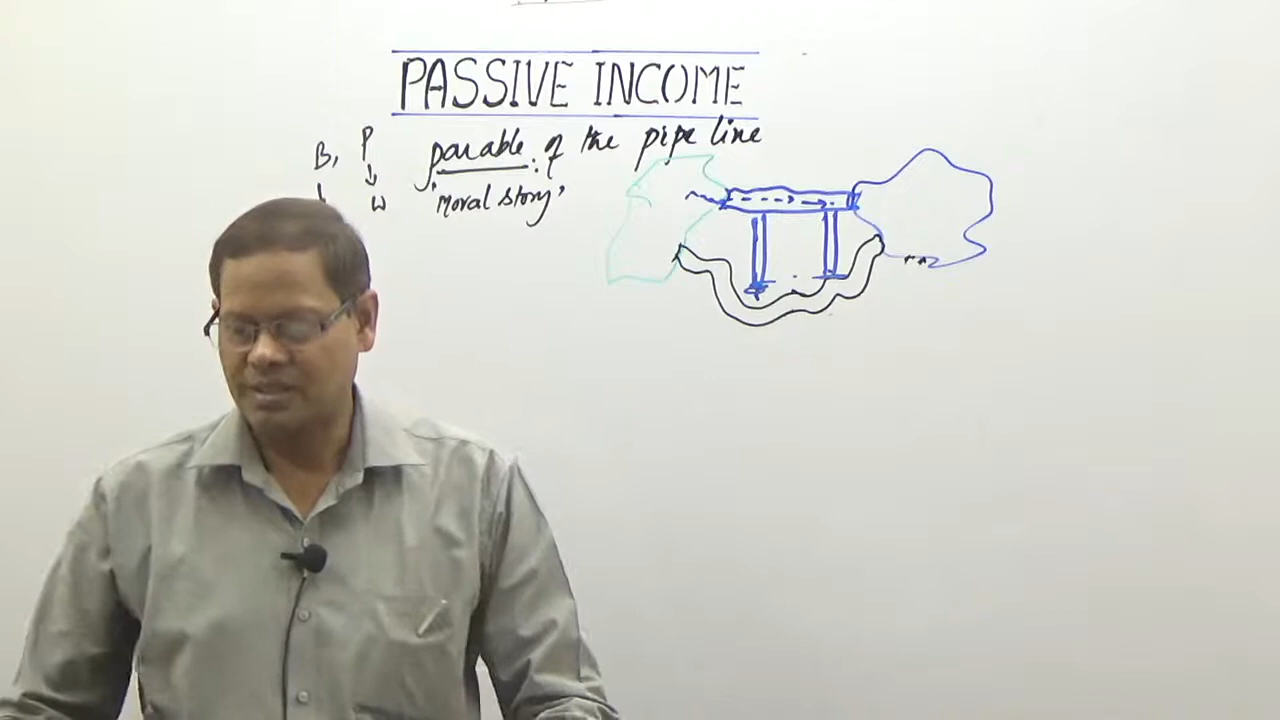 PASSIVE INCOME
B, P parable of the pipe line
↓ ↓
w 'Moral story'